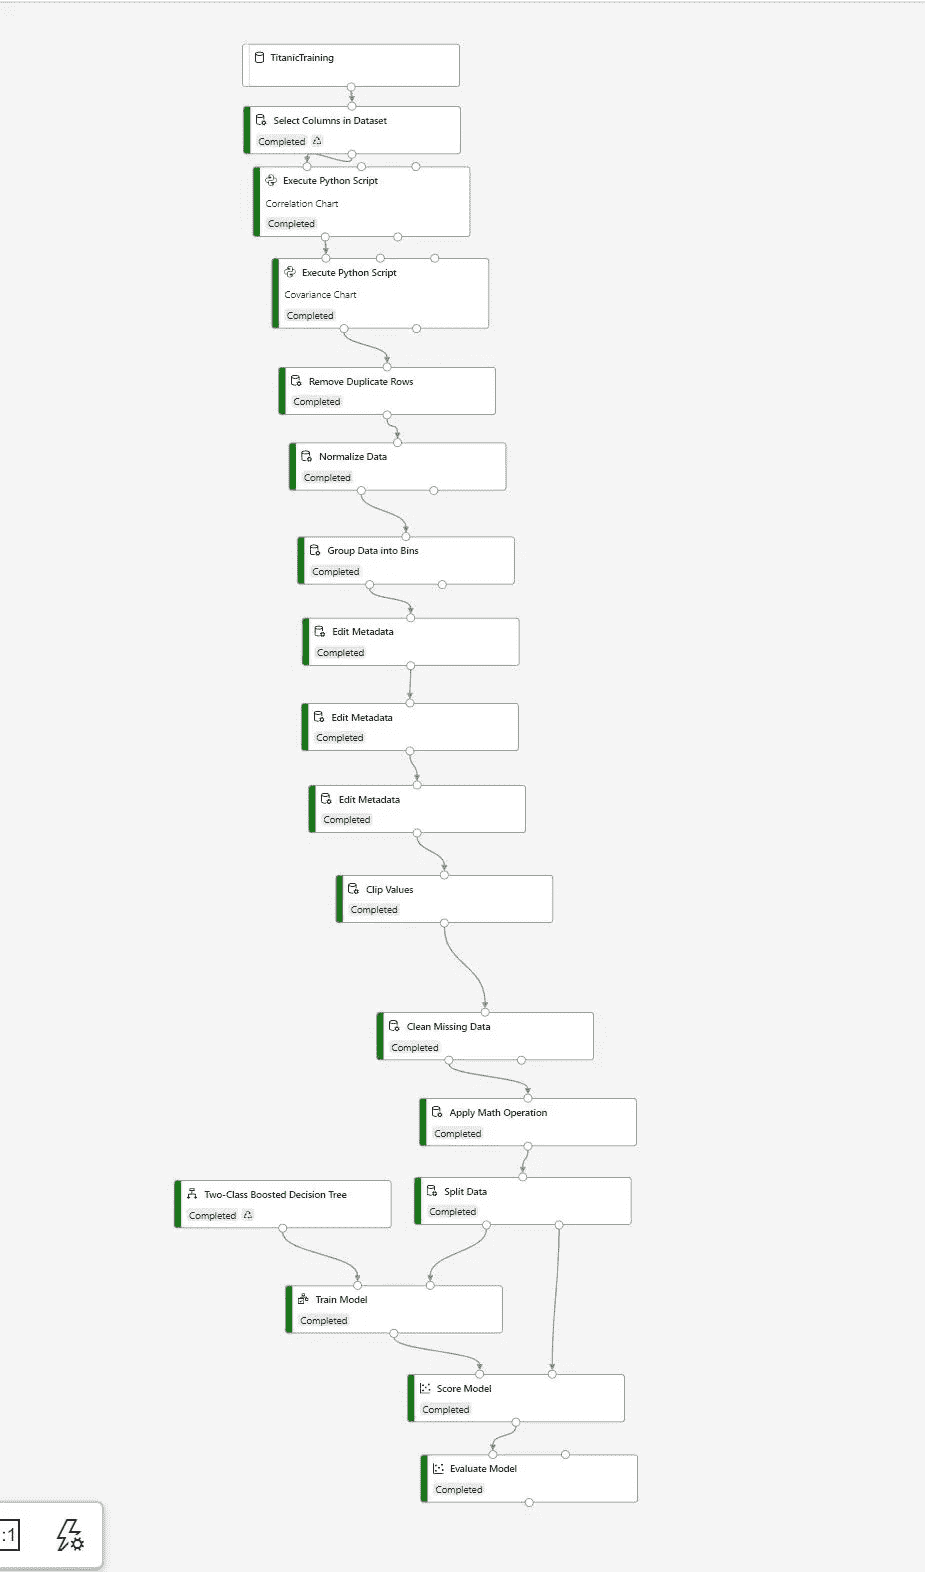 TitanicTraining
Select Columns in Dataset
Completed
Execute Python Script
Correlation Chart
Completed
Execute Python Script
Covariance Chart
Completed
Remove Duplicate Rows
Completed
Normalize Data
Completed
Group Data into Bins
Completed
Edit Metadata
Completed
Edit Metadata
Completed
Edit Metadata
Completed
Clip Values
Completed
Clean Missing Data
Completed
Apply Math Operation
Completed
Two-Class Boosted Decision Tree
Completed
Split Data
Completed
Train Model
Completed
Score Model
Completed
Evaluate Model
Completed
:1